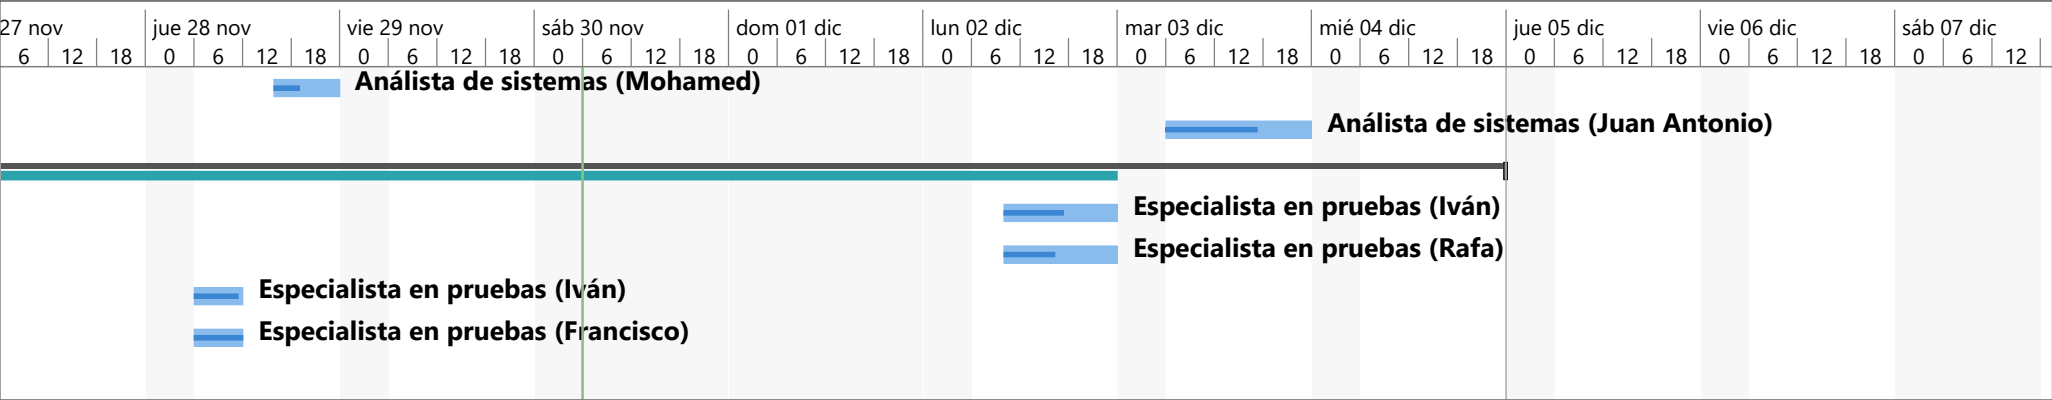 27 nov jue 28 nov vie 29 nov sáb 30 nov dom 01 dic lun 02 dic mar 03 dic mié 04 dic jue 05 dic vie 06 dic sáb 07 dic
6 12 18 0 6 12 18 0 6 12 18 0 6 12 18 0 6 12 18 0 6 12 18 0 6 12 18 0 6 12 18 0 6 12 18 0 6 12 18 0 6 12
Análista de sistemas (Mohamed)
Análista de sistemas (Juan Antonio)
Especialista en pruebas (Iván)
Especialista en pruebas (Rafa)
Especialista en pruebas (Iván)
Especialista en pruebas (Francisco)